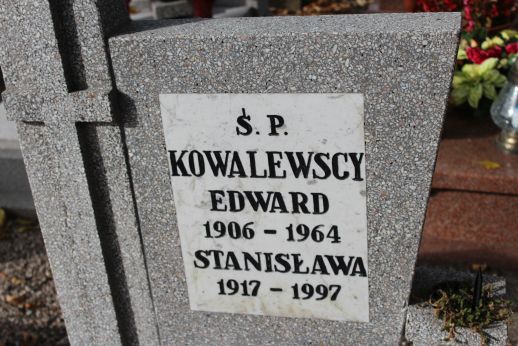 Ś. P.
KOWALEWSCY
EDWARD
1906 - 1964
STANISŁAWA
1917 - 1997